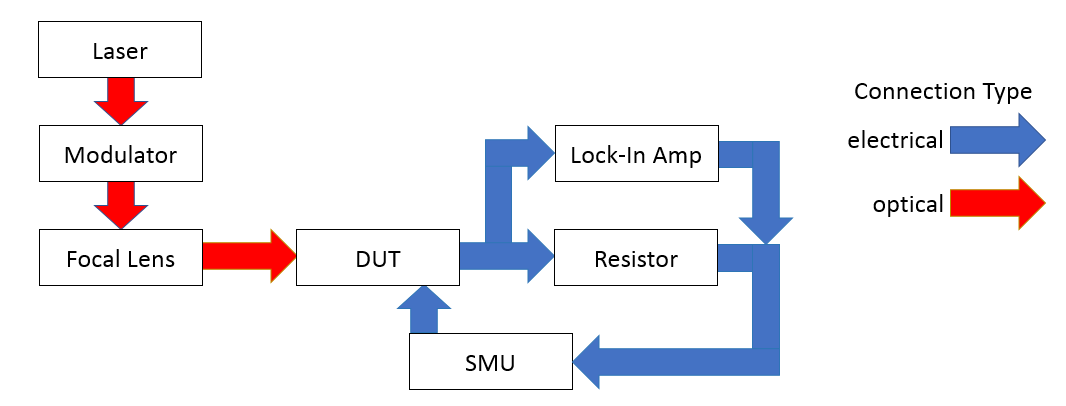 Laser
Modulator
Focal Lens
DUT
Lock-In Amp
Resistor
SMU
Connection Type
electrical
optical